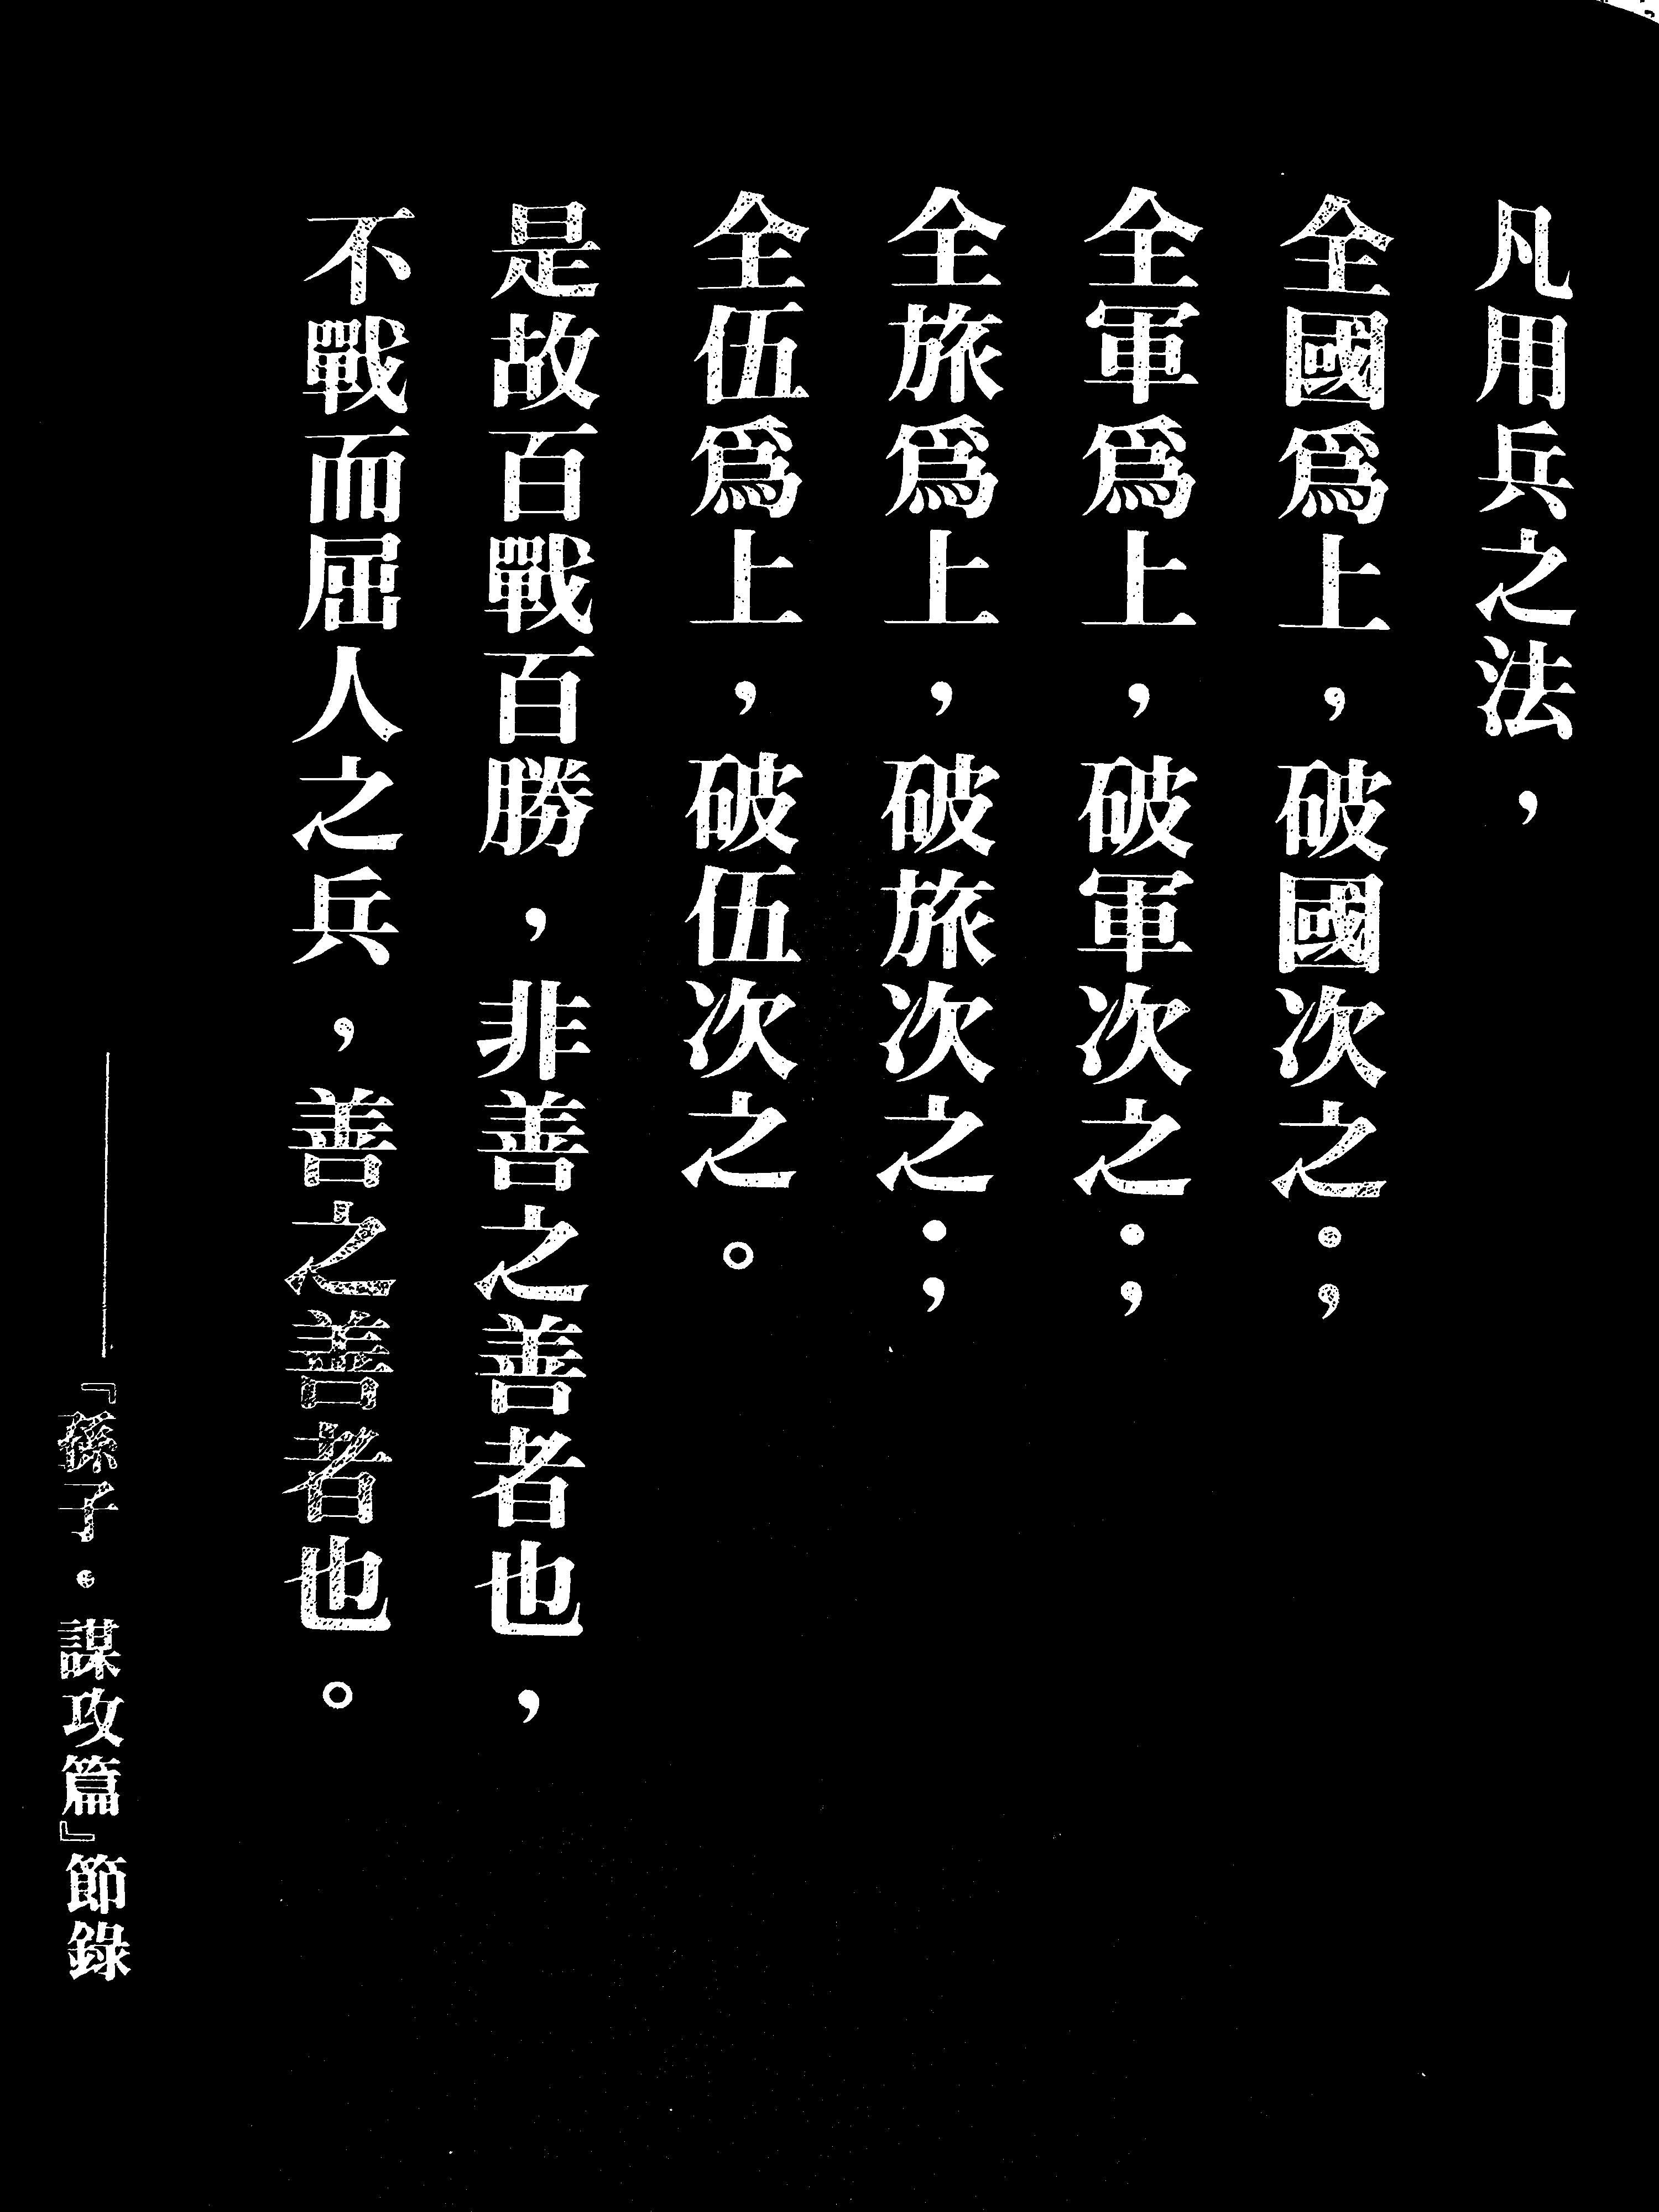 凡用兵之法，
全國爲上，破國次之；
全軍爲上，破軍次之；
全旅爲上，破旅次之；
全伍爲上，破伍次之。
是故百戰百勝，非善之善者也，
不戰而屈人之兵，善之善者也。
——『孫子・謀攻篇』節錄